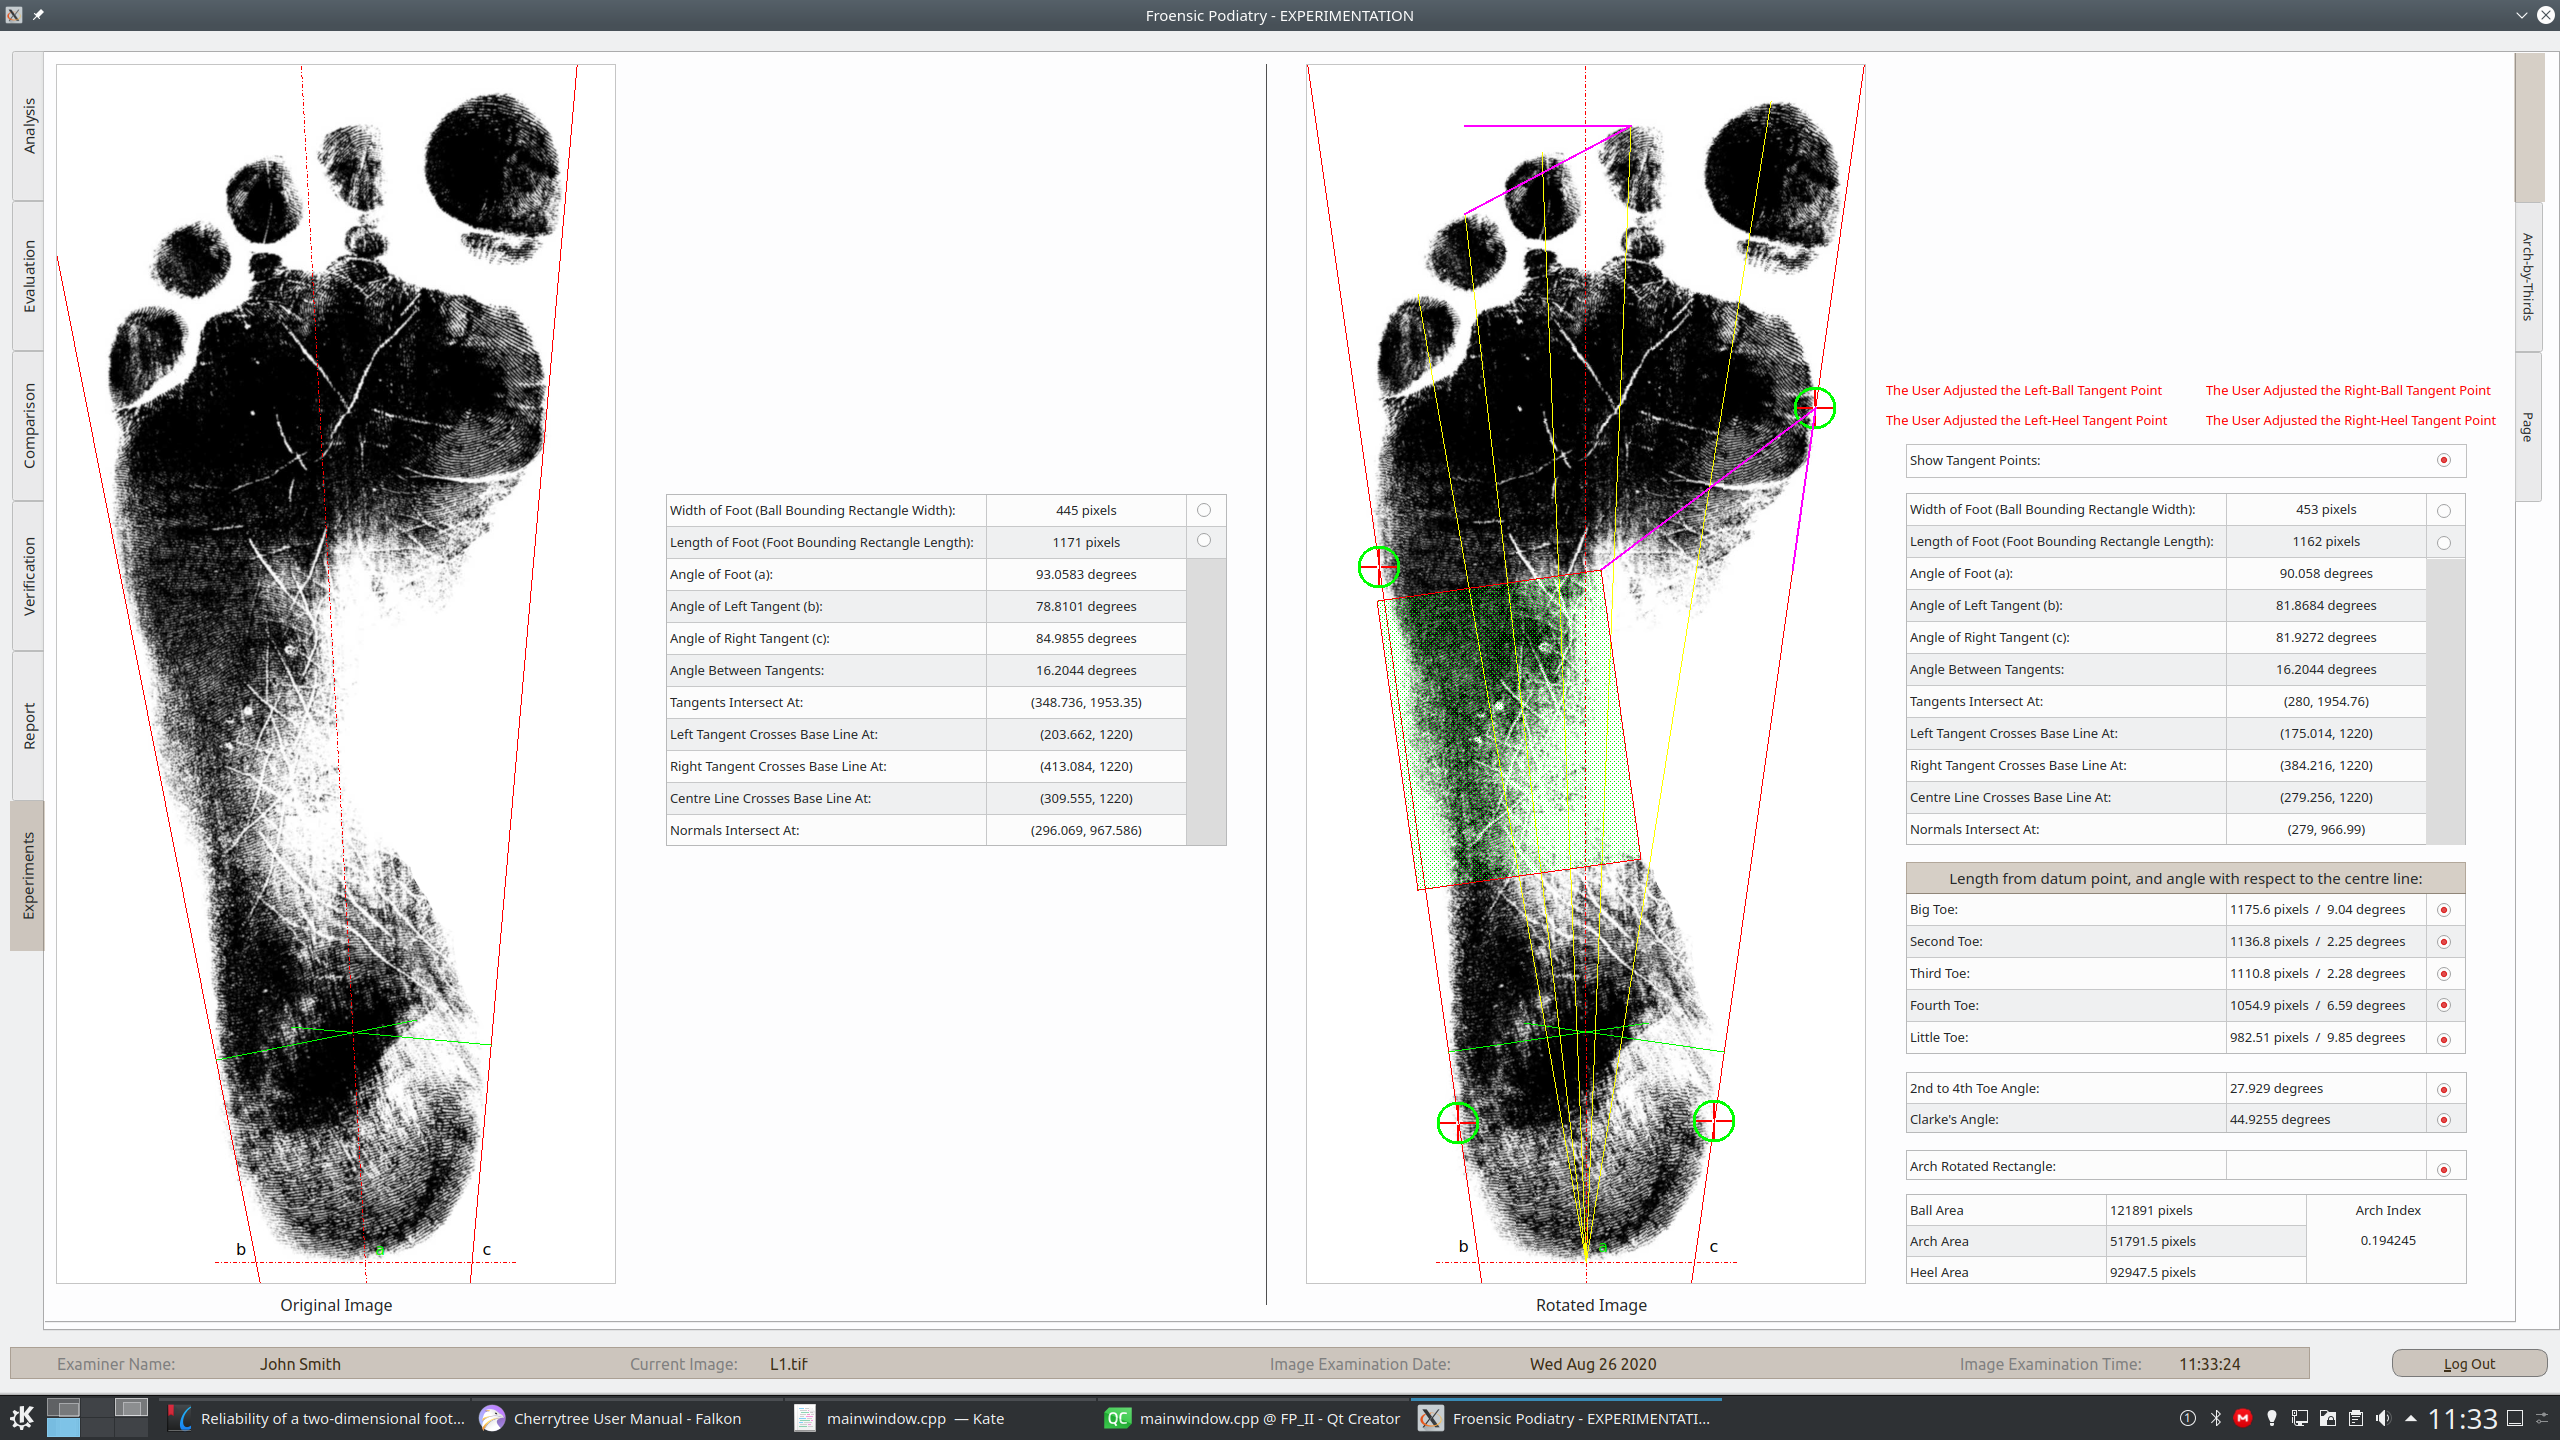 Froensic Podiatry - EXPERIMENTATION
Analysis
Evaluation
Comparison
Verification
Report
Experiments
b
a
c
Original Image
Width of Foot (Ball Bounding Rectangle Width): 445 pixels
Length of Foot (Foot Bounding Rectangle Length): 1171 pixels
Angle of Foot (a): 93.0583 degrees
Angle of Left Tangent (b): 78.8101 degrees
Angle of Right Tangent (c): 84.9855 degrees
Angle Between Tangents: 16.2044 degrees
Tangents Intersect At: (348.736, 1953.35)
Left Tangent Crosses Base Line At: (203.662, 1220)
Right Tangent Crosses Base Line At: (413.084, 1220)
Centre Line Crosses Base Line At: (309.555, 1220)
Normals Intersect At: (296.069, 967.586)
b
a
c
Rotated Image
The User Adjusted the Left-Ball Tangent Point
The User Adjusted the Right-Ball Tangent Point
The User Adjusted the Left-Heel Tangent Point
The User Adjusted the Right-Heel Tangent Point
Show Tangent Points:
Width of Foot (Ball Bounding Rectangle Width): 453 pixels
Length of Foot (Foot Bounding Rectangle Length): 1162 pixels
Angle of Foot (a): 90.058 degrees
Angle of Left Tangent (b): 81.8684 degrees
Angle of Right Tangent (c): 81.9272 degrees
Angle Between Tangents: 16.2044 degrees
Tangents Intersect At: (280, 1954.76)
Left Tangent Crosses Base Line At: (175.014, 1220)
Right Tangent Crosses Base Line At: (384.216, 1220)
Centre Line Crosses Base Line At: (279.256, 1220)
Normals Intersect At: (279, 966.99)
Length from datum point, and angle with respect to the centre line:
Big Toe: 1175.6 pixels / 9.04 degrees
Second Toe: 1136.8 pixels / 2.25 degrees
Third Toe: 1110.8 pixels / 2.28 degrees
Fourth Toe: 1054.9 pixels / 6.59 degrees
Little Toe: 982.51 pixels / 9.85 degrees
2nd to 4th Toe Angle: 27.929 degrees
Clarke's Angle: 44.9255 degrees
Arch Rotated Rectangle:
Ball Area 121891 pixels
Arch Area 51791.5 pixels
Heel Area 92947.5 pixels
Arch Index
0.194245
Arch-by-Thirds
Page
Examiner Name: John Smith
Current Image: L1.tif
Image Examination Date: Wed Aug 26 2020
Image Examination Time: 11:33:24
Log Out
Reliability of a two-dimensional foot...
Cherrytree User Manual - Falkon
mainwindow.cpp — Kate
QC mainwindow.cpp @ FP_II - Qt Creator
Froensic Podiatry - EXPERIMENTATI...
11:33